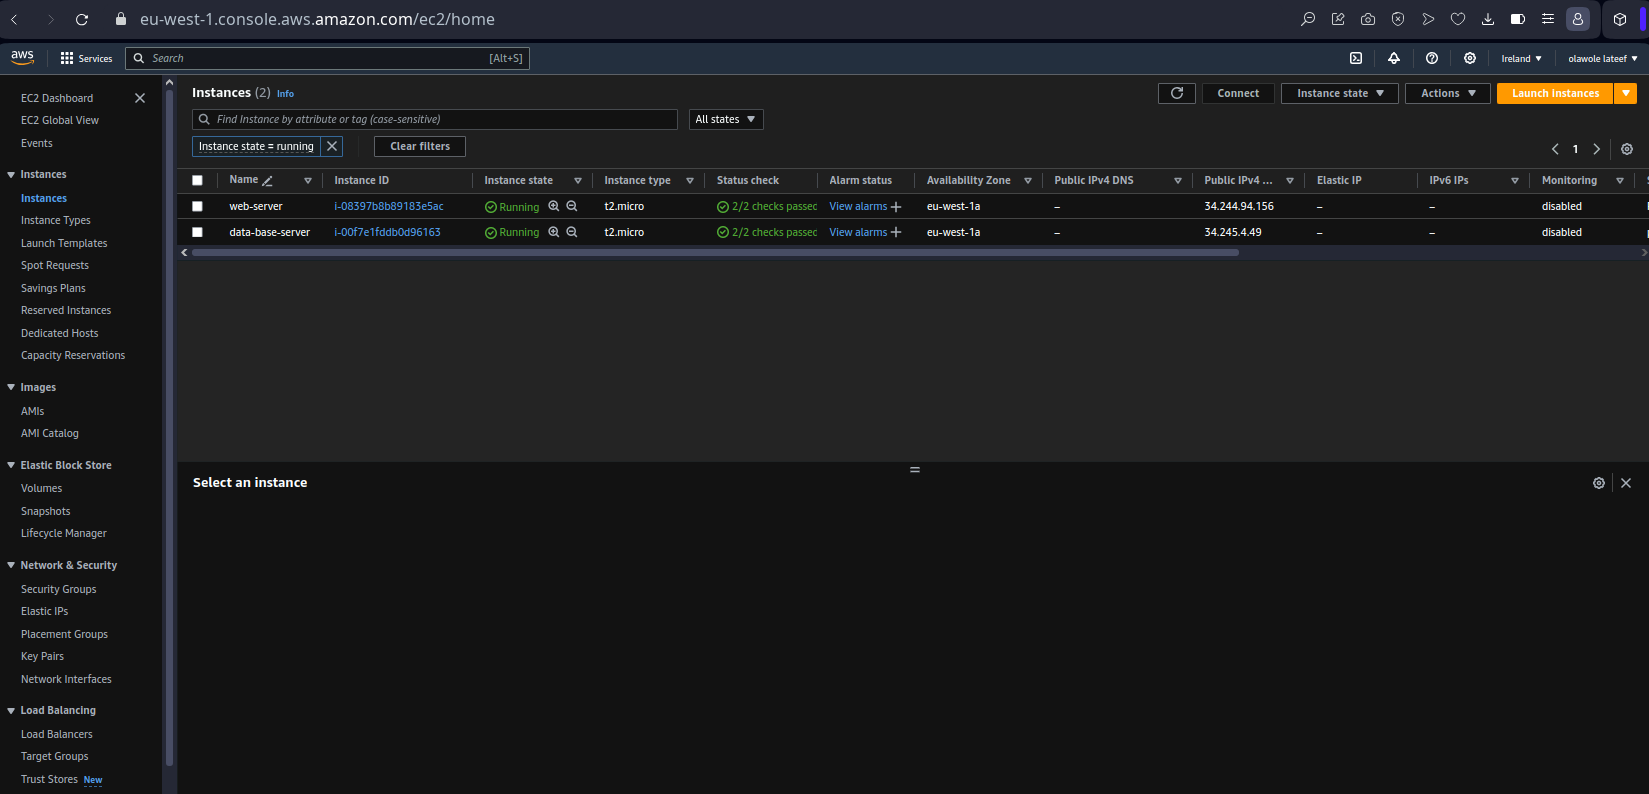 eu-west-1.console.aws.amazon.com/ec2/home
aws Services Search [Alt+S] Ireland olawole lateef
EC2 Dashboard
EC2 Global View
Events
Instances
Instances
Instance Types
Launch Templates
Spot Requests
Savings Plans
Reserved Instances
Dedicated Hosts
Capacity Reservations
Images
AMIs
AMI Catalog
Elastic Block Store
Volumes
Snapshots
Lifecycle Manager
Network & Security
Security Groups
Elastic IPs
Placement Groups
Key Pairs
Network Interfaces
Load Balancing
Load Balancers
Target Groups
Trust Stores New
Instances (2) Info Connect Instance state Actions Launch instances
Find Instance by attribute or tag (case-sensitive) All states
Instance state = running Clear filters 1
Name Instance ID Instance state Instance type Status check Alarm status Availability Zone Public IPv4 DNS Public IPv4 ... Elastic IP IPv6 IPs Monitoring
web-server i-08397b8b89183e5ac Running t2.micro 2/2 checks passed View alarms + eu-west-1a – 34.244.94.156 – – disabled
data-base-server i-00f7e1fddb0d96163 Running t2.micro 2/2 checks passed View alarms + eu-west-1a – 34.245.4.49 – – disabled
Select an instance